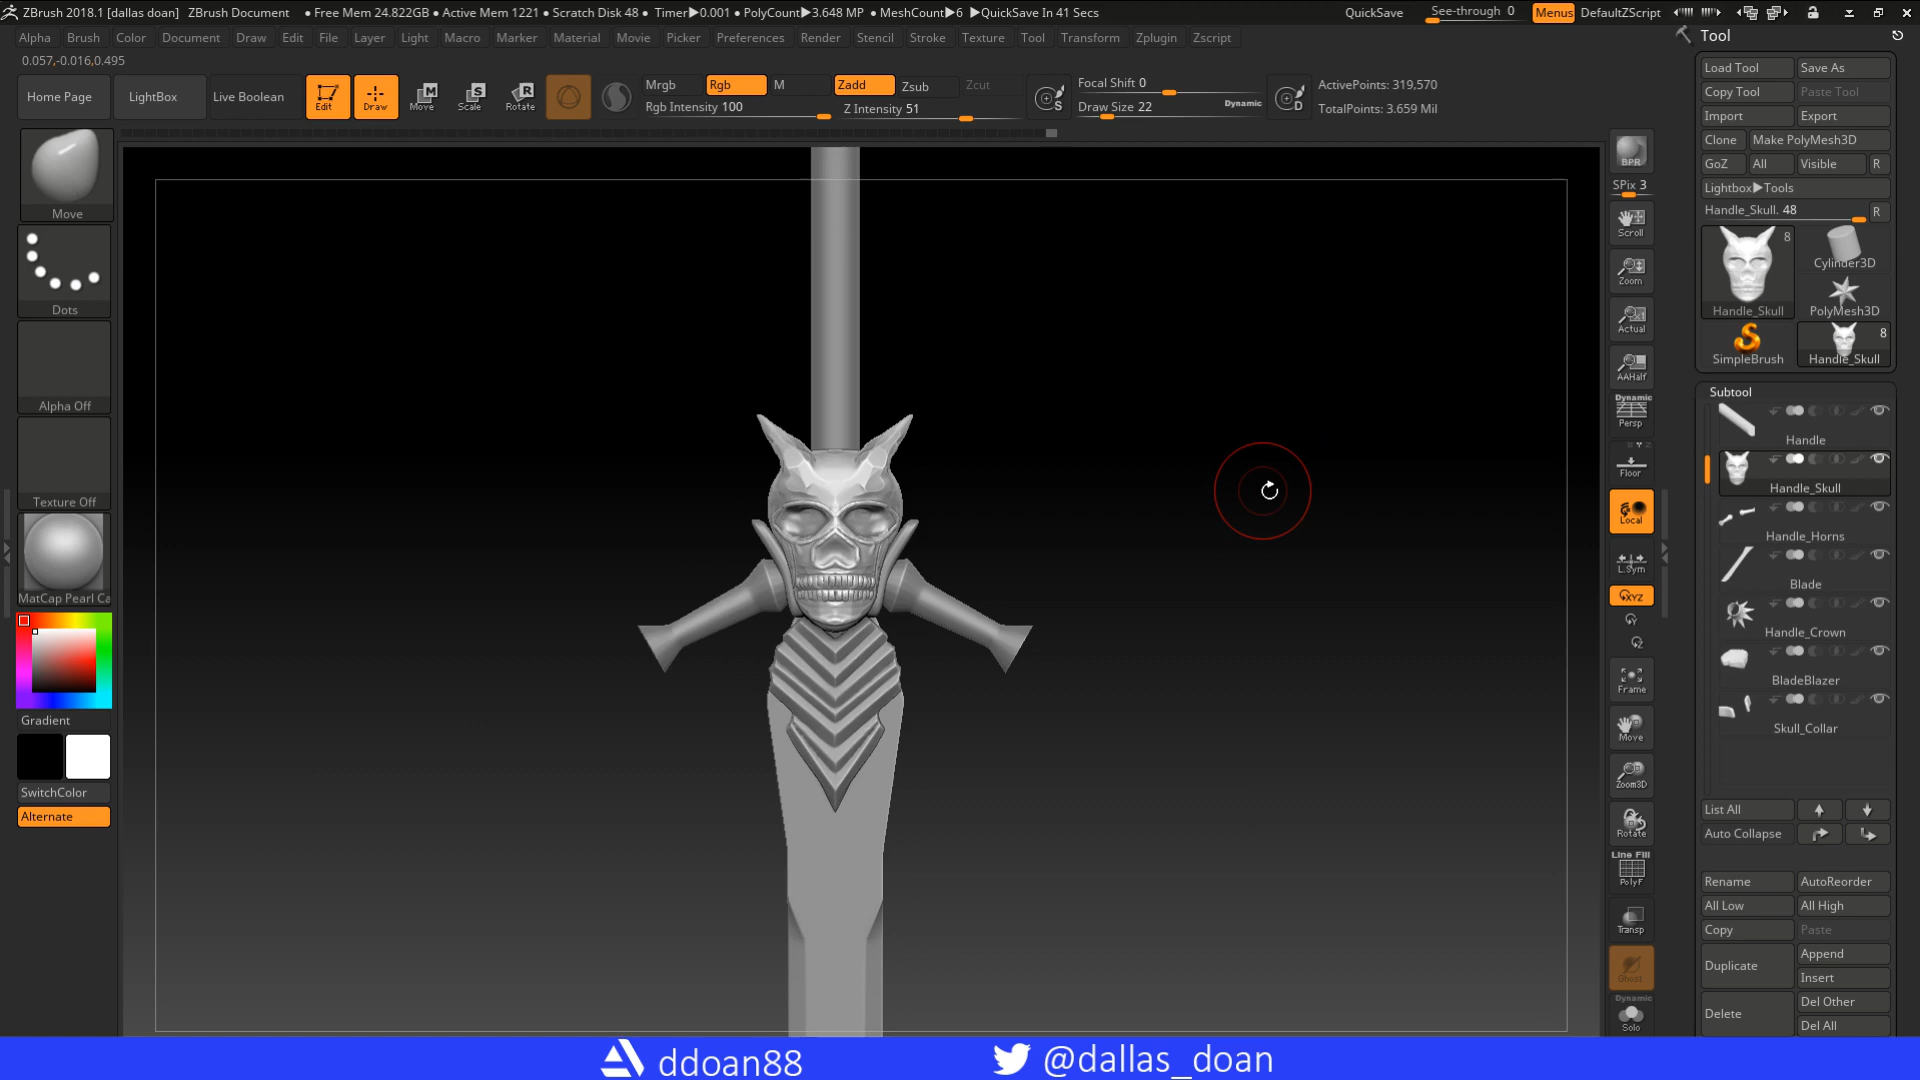 ZBrush 2018.1 [dallas doan] ZBrush Document • Free Mem 24.822GB • Active Mem 1221 • Scratch Disk 48 • Timer▶0.001 • PolyCount▶3.648 MP • MeshCount▶6 ▶QuickSave In 41 Secs QuickSave See-through 0 Menus DefaultZScript
Alpha Brush Color Document Draw Edit File Layer Light Macro Marker Material Movie Picker Preferences Render Stencil Stroke Texture Tool Transform Zplugin Zscript
0.057,-0.016,0.495
Home Page LightBox Live Boolean Edit Draw Move Scale Rotate
Mrgb Rgb M Zadd Zsub Zcut
Rgb Intensity 100 Z Intensity 51
Focal Shift 0
Draw Size 22 Dynamic
ActivePoints: 319,570
TotalPoints: 3.659 Mil
Move
Dots
Alpha Off
Texture Off
MatCap Pearl Ca
Gradient
SwitchColor
Alternate
BPR
SPix 3
Scroll
Zoom
Actual
AAHalf
Dynamic
Persp
Floor
Local
L.Sym
XYZ
Y
Z
Frame
Move
Zoom3D
Rotate
Line Fill
PolyF
Transp
Ghost
Dynamic
Solo
Tool
Load Tool Save As
Copy Tool Paste Tool
Import Export
Clone Make PolyMesh3D
GoZ All Visible R
Lightbox▶Tools
Handle_Skull. 48 R
8
Cylinder3D
Handle_Skull PolyMesh3D
8
SimpleBrush Handle_Skull
Subtool
Handle
Handle_Skull
Handle_Horns
Blade
Handle_Crown
BladeBlazer
Skull_Collar
List All
Auto Collapse
Rename AutoReorder
All Low All High
Copy Paste
Duplicate Append
Insert
Delete Del Other
Del All
ddoan88 @dallas_doan